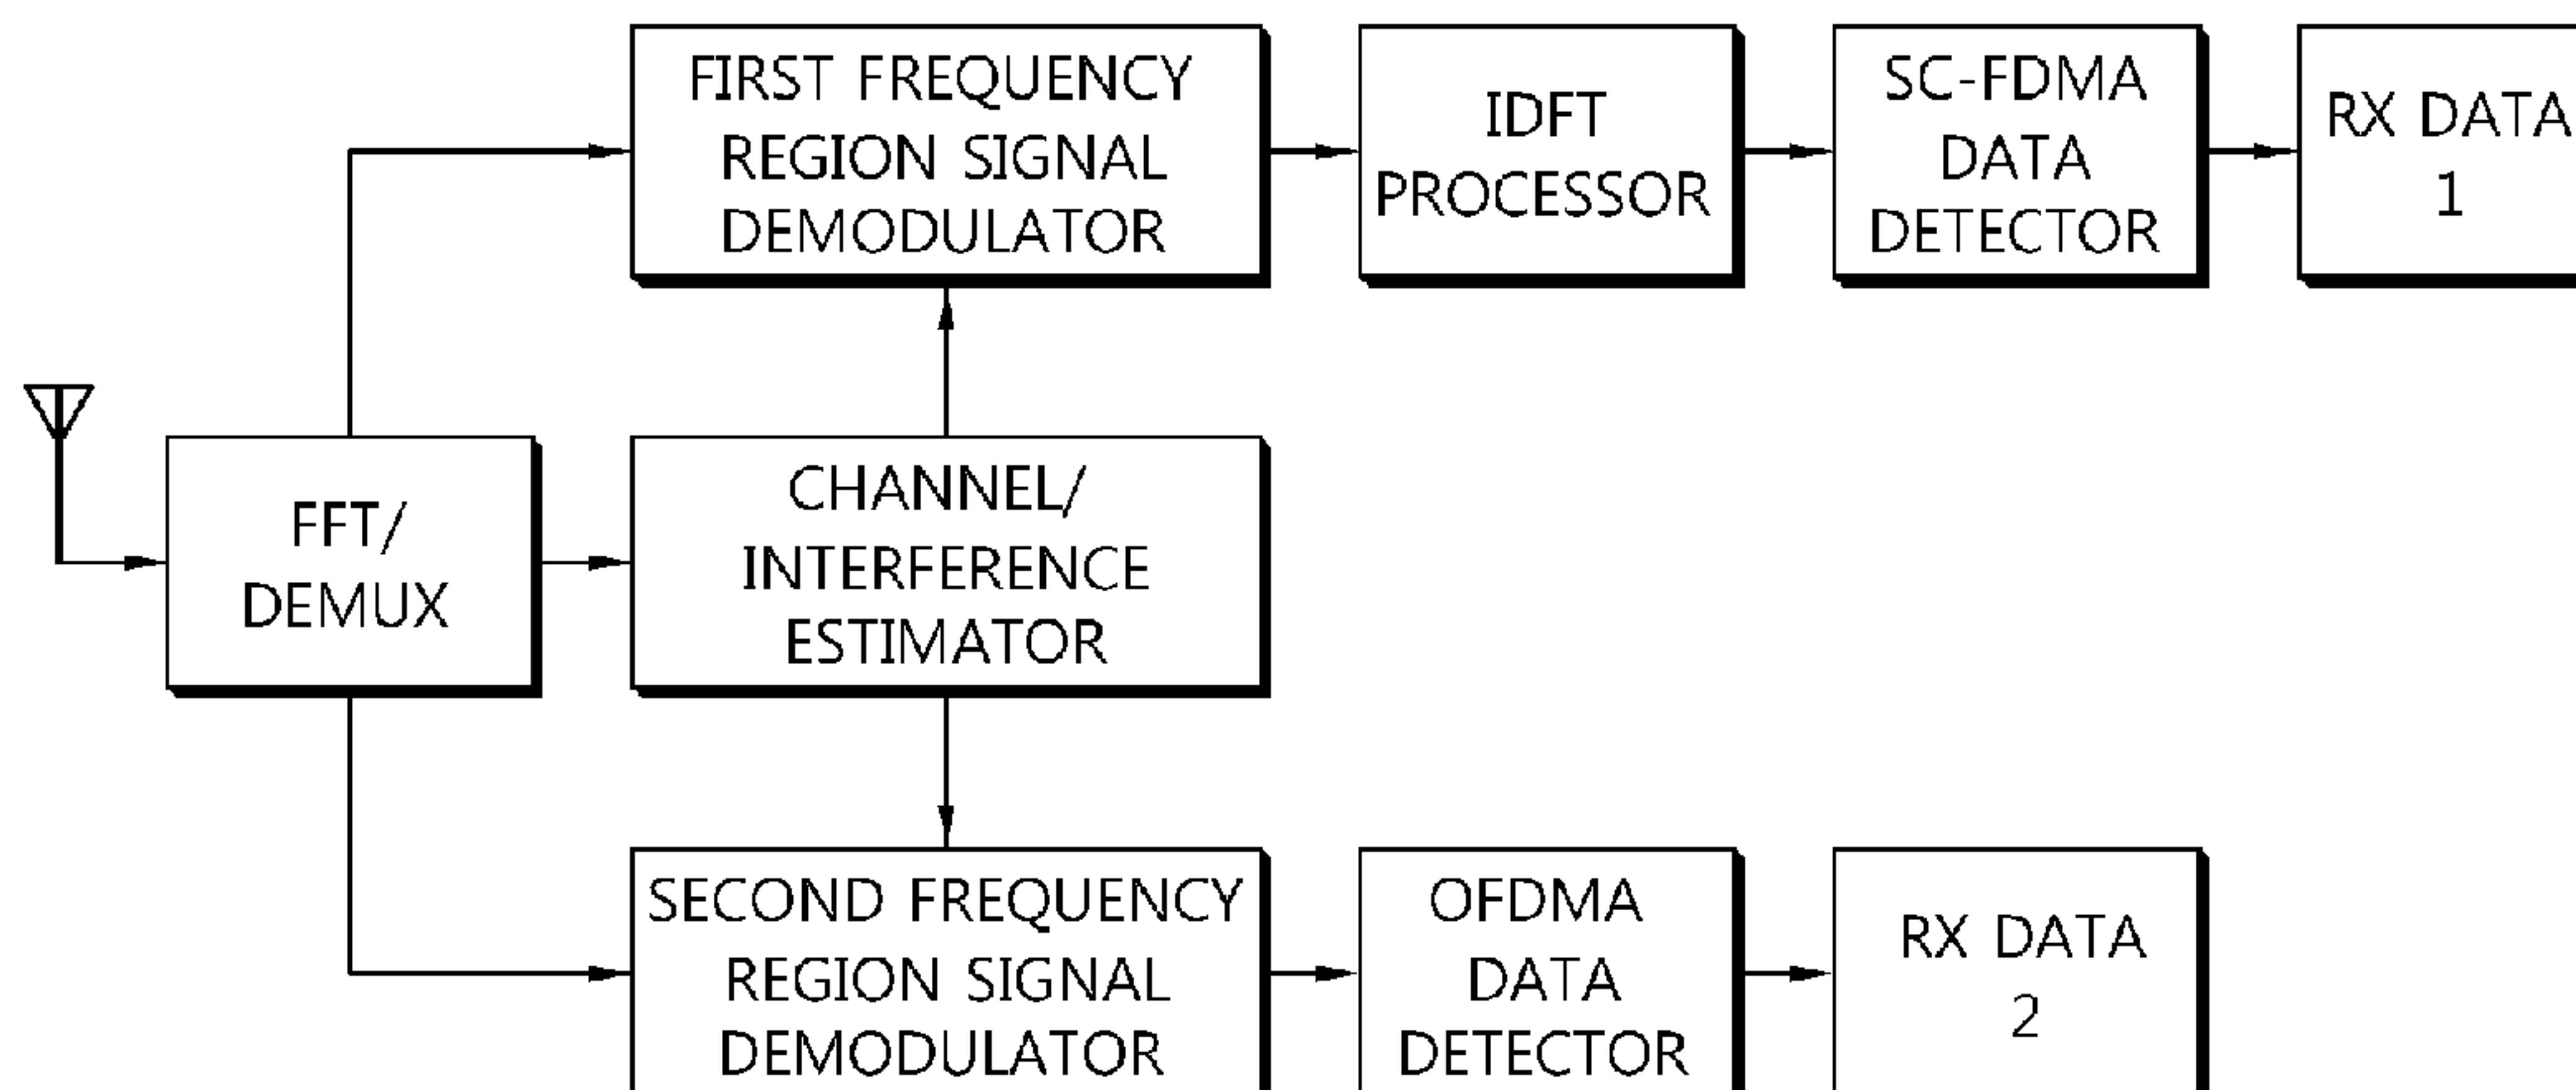 FIRST FREQUENCY
REGION SIGNAL
DEMODULATOR
IDFT
PROCESSOR
SC-FDMA
DATA
DETECTOR
RX DATA
1
FFT/
DEMUX
CHANNEL/
INTERFERENCE
ESTIMATOR
SECOND FREQUENCY
REGION SIGNAL
DEMODULATOR
OFDMA
DATA
DETECTOR
RX DATA
2